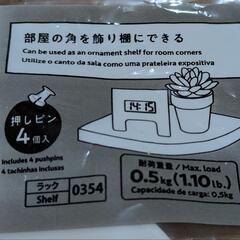 部屋の角を飾り棚にできる
Can be used as an ornament shelf for room corners
Utilize o canto da sala como uma prateleira expositiva
14:15
押しピン
4個入
Includes 4 pushpins
4 tachinhas inclusas
耐荷重量 / Max. load
0.5kg (1.10lb.)
Capacidade de carga: 0,5kg
ラック
Shelf
0354